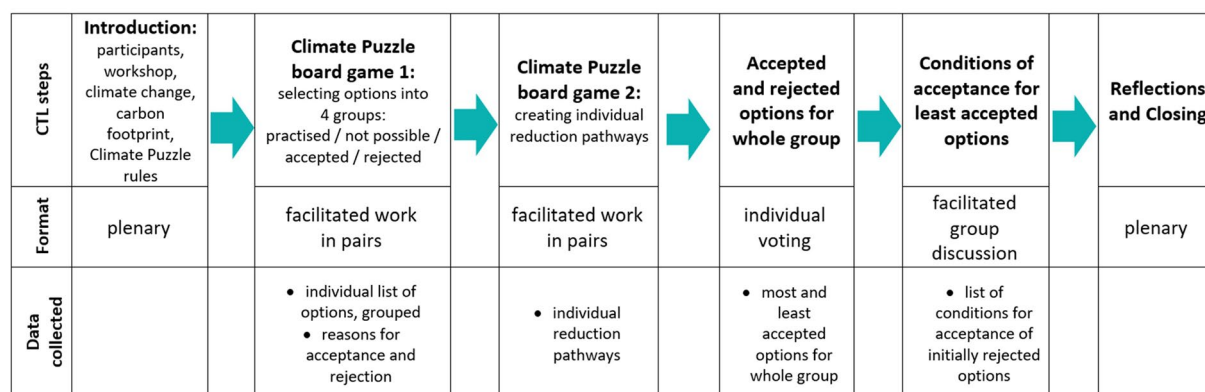 CTL steps
Introduction:
participants,
workshop,
climate change,
carbon
footprint,
Climate Puzzle
rules
Climate Puzzle
board game 1:
selecting options into
4 groups:
practised / not possible /
accepted / rejected
Climate Puzzle
board game 2:
creating individual
reduction pathways
Accepted
and rejected
options for
whole group
Conditions of
acceptance for
least accepted
options
Reflections
and Closing
Format
plenary
facilitated work
in pairs
facilitated work
in pairs
individual
voting
facilitated
group
discussion
plenary
Data
collected
• individual list of
options, grouped
• reasons for
acceptance and
rejection
• individual
reduction
pathways
• most and
least
accepted
options for
whole group
• list of
conditions for
acceptance of
initially rejected
options